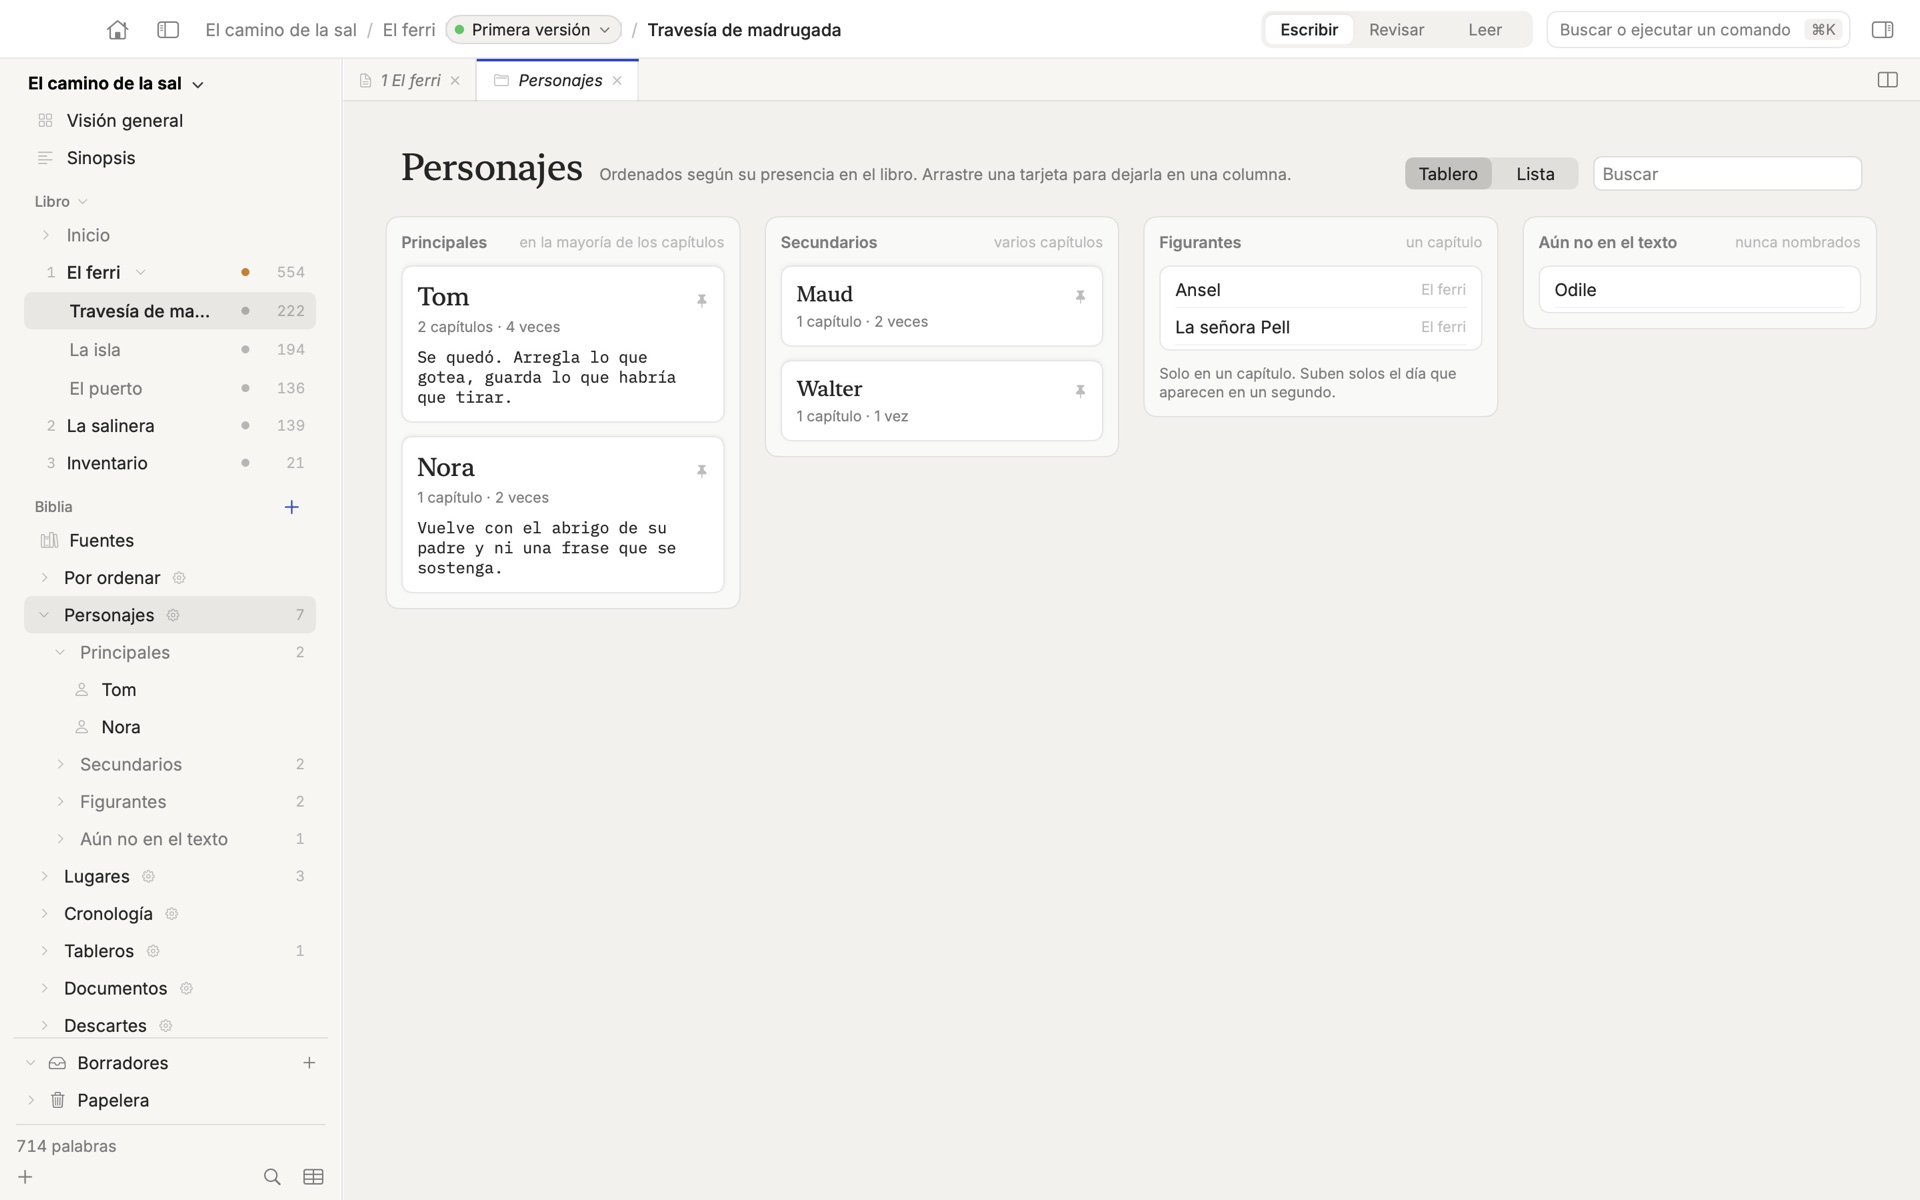 El camino de la sal / El ferri Primera versión / Travesía de madrugada
Escribir Revisar Leer
Buscar o ejecutar un comando ⌘K
El camino de la sal
Visión general
Sinopsis
Libro
Inicio
1 El ferri 554
Travesía de ma... 222
La isla 194
El puerto 136
2 La salinera 139
3 Inventario 21
Biblia
Fuentes
Por ordenar
Personajes 7
Principales 2
Tom
Nora
Secundarios 2
Figurantes 2
Aún no en el texto 1
Lugares 3
Cronología
Tableros 1
Documentos
Descartes
Borradores
Papelera
714 palabras
1 El ferri
Personajes
Personajes Ordenados según su presencia en el libro. Arrastre una tarjeta para dejarla en una columna.
Tablero Lista
Buscar
Principales en la mayoría de los capítulos
Tom
2 capítulos · 4 veces
Se quedó. Arregla lo que
gotea, guarda lo que habría
que tirar.
Nora
1 capítulo · 2 veces
Vuelve con el abrigo de su
padre y ni una frase que se
sostenga.
Secundarios varios capítulos
Maud
1 capítulo · 2 veces
Walter
1 capítulo · 1 vez
Figurantes un capítulo
Ansel El ferri
La señora Pell El ferri
Solo en un capítulo. Suben solos el día que
aparecen en un segundo.
Aún no en el texto nunca nombrados
Odile